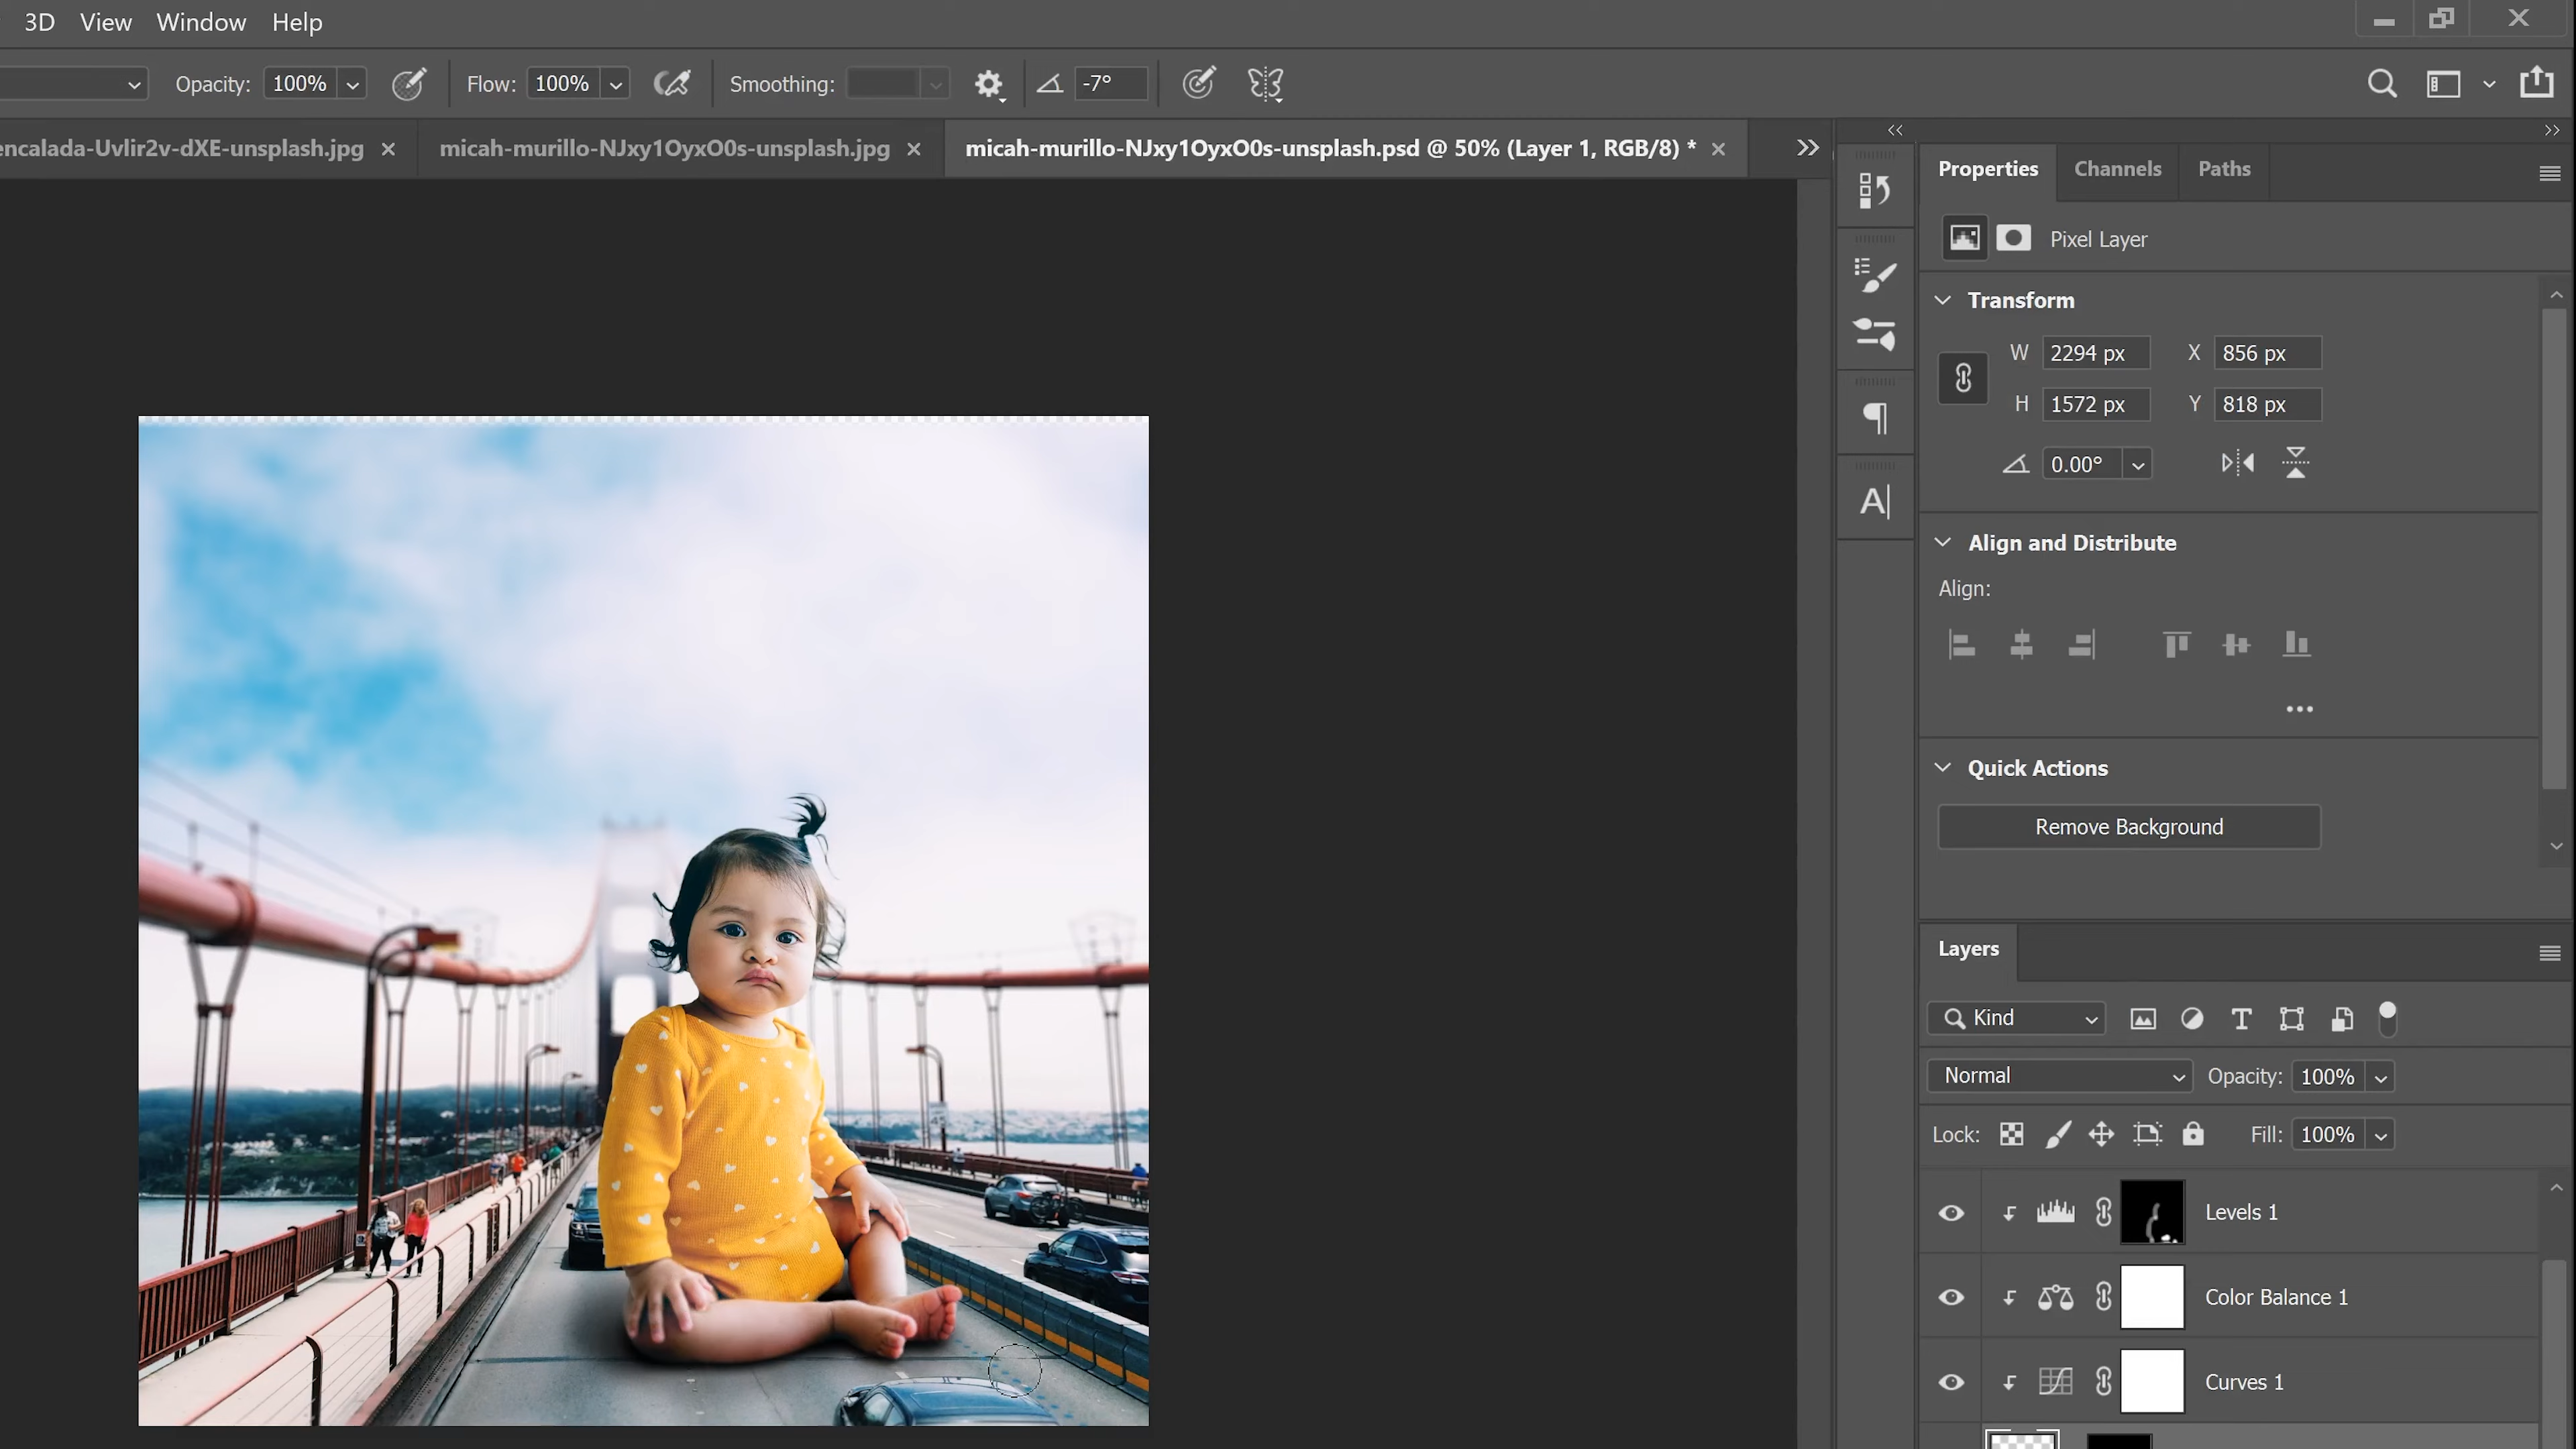 3D View Window Help
Opacity: 100% Flow: 100% Smoothing: -7°
encalada-Uvlir2v-dXE-unsplash.jpg × micah-murillo-NJxy1OyxO0s-unsplash.jpg × micah-murillo-NJxy1OyxO0s-unsplash.psd @ 50% (Layer 1, RGB/8) * ×
Properties Channels Paths
Pixel Layer
Transform
W 2294 px X 856 px
H 1572 px Y 818 px
0.00°
Align and Distribute
Align:
Quick Actions
Remove Background
Layers
Kind
Normal Opacity: 100%
Lock: Fill: 100%
Levels 1
Color Balance 1
Curves 1